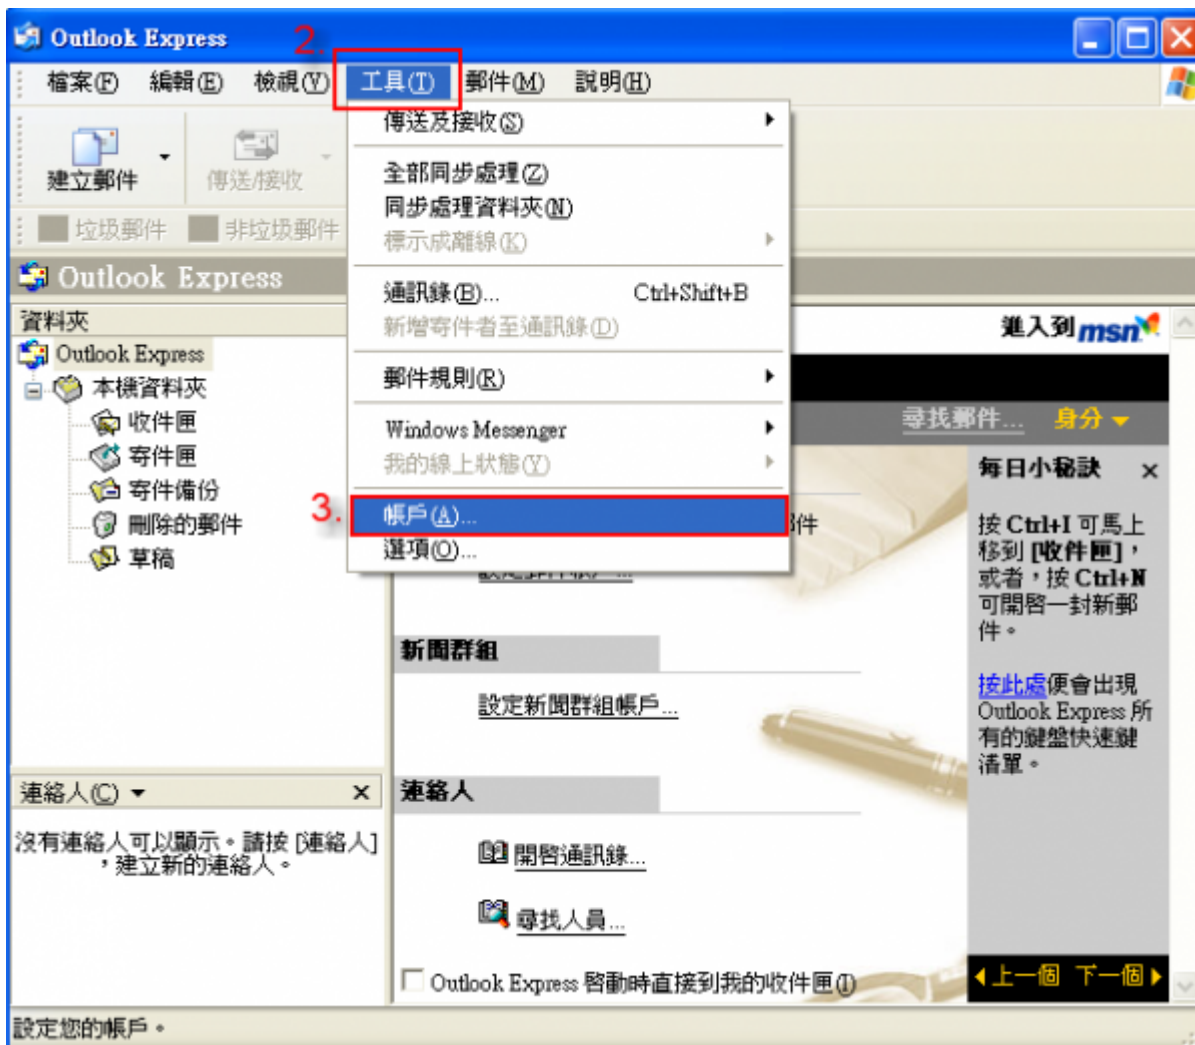 Outlook Express
2.
檔案(F) 編輯(E) 檢視(V) 工具(T) 郵件(M) 說明(H)
建立郵件 傳送/接收
垃圾郵件 非垃圾郵件
傳送及接收(S)
全部同步處理(Z)
同步處理資料夾(N)
標示成離線(K)
通訊錄(B)... Ctrl+Shift+B
新增寄件者至通訊錄(D)
郵件規則(R)
Windows Messenger
我的線上狀態(Y)
3.
帳戶(A)...
選項(O)...
Outlook Express
資料夾
Outlook Express
本機資料夾
收件匣
寄件匣
寄件備份
刪除的郵件
草稿
連絡人(C)
沒有連絡人可以顯示。請按 [連絡人]
，建立新的連絡人。
進入到 msn
尋找郵件... 身分
件
新聞群組
設定新聞群組帳戶...
連絡人
開啓通訊錄...
尋找人員...
Outlook Express 啓動時直接到我的收件匣(I)
每日小秘訣
按 Ctrl+I 可馬上
移到 [收件匣]，
或者，按 Ctrl+N
可開啓一封新郵
件。
按此處便會出現
Outlook Express 所
有的鍵盤快速鍵
清單。
上一個 下一個
設定您的帳戶。